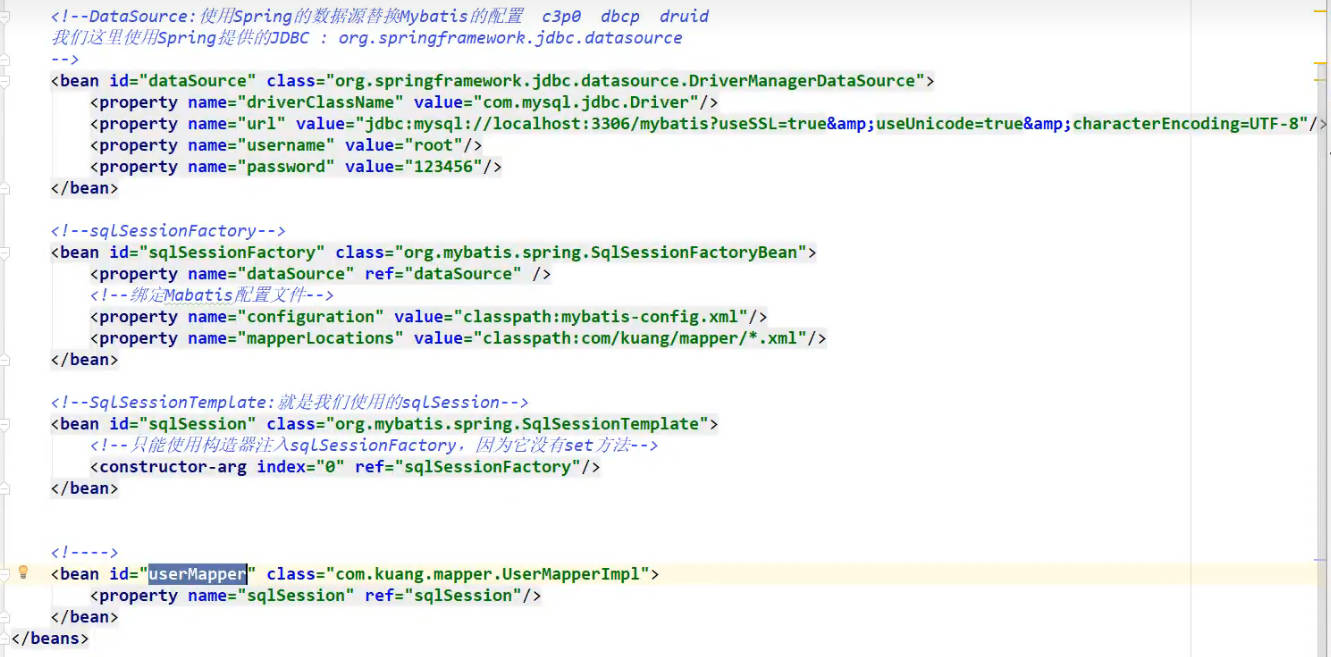 <!--DataSource:使用Spring的数据源替换Mybatis的配置  c3p0  dbcp  druid
我们这里使用Spring提供的JDBC : org.springframework.jdbc.datasource
-->
<bean id="dataSource" class="org.springframework.jdbc.datasource.DriverManagerDataSource">
    <property name="driverClassName" value="com.mysql.jdbc.Driver"/>
    <property name="url" value="jdbc:mysql://localhost:3306/mybatis?useSSL=true&amp;useUnicode=true&amp;characterEncoding=UTF-8"/>
    <property name="username" value="root"/>
    <property name="password" value="123456"/>
</bean>
<!--sqlSessionFactory-->
<bean id="sqlSessionFactory" class="org.mybatis.spring.SqlSessionFactoryBean">
    <property name="dataSource" ref="dataSource" />
    <!--绑定Mabatis配置文件-->
    <property name="configuration" value="classpath:mybatis-config.xml"/>
    <property name="mapperLocations" value="classpath:com/kuang/mapper/*.xml"/>
</bean>
<!--SqlSessionTemplate:就是我们使用的sqlSession-->
<bean id="sqlSession" class="org.mybatis.spring.SqlSessionTemplate">
    <!--只能使用构造器注入sqlSessionFactory，因为它没有set方法-->
    <constructor-arg index="0" ref="sqlSessionFactory"/>
</bean>
<!---->
<bean id="userMapper" class="com.kuang.mapper.UserMapperImpl">
    <property name="sqlSession" ref="sqlSession"/>
</bean>
</beans>